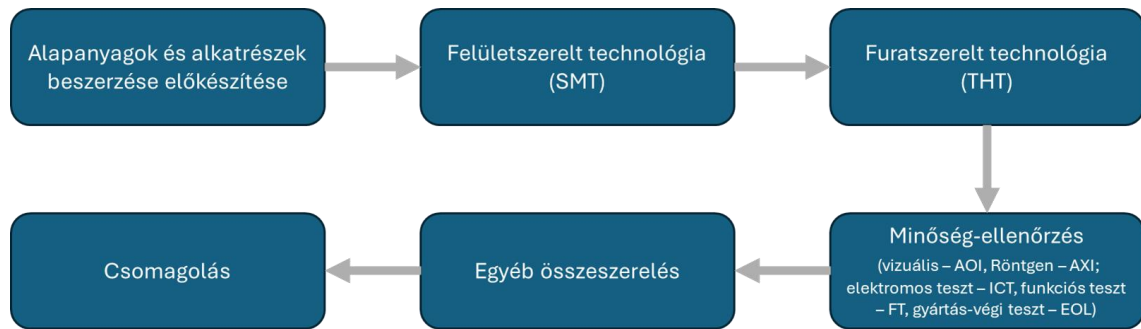 Alapanyagok és alkatrészek
beszerzése előkészítése
Felületszerelt technológia
(SMT)
Furatszerelt technológia
(THT)
Minőség-ellenőrzés
(vizuális – AOI, Röntgen – AXI;
elektromos teszt – ICT, funkciós teszt
– FT, gyártás-végi teszt – EOL)
Egyéb összeszerelés
Csomagolás